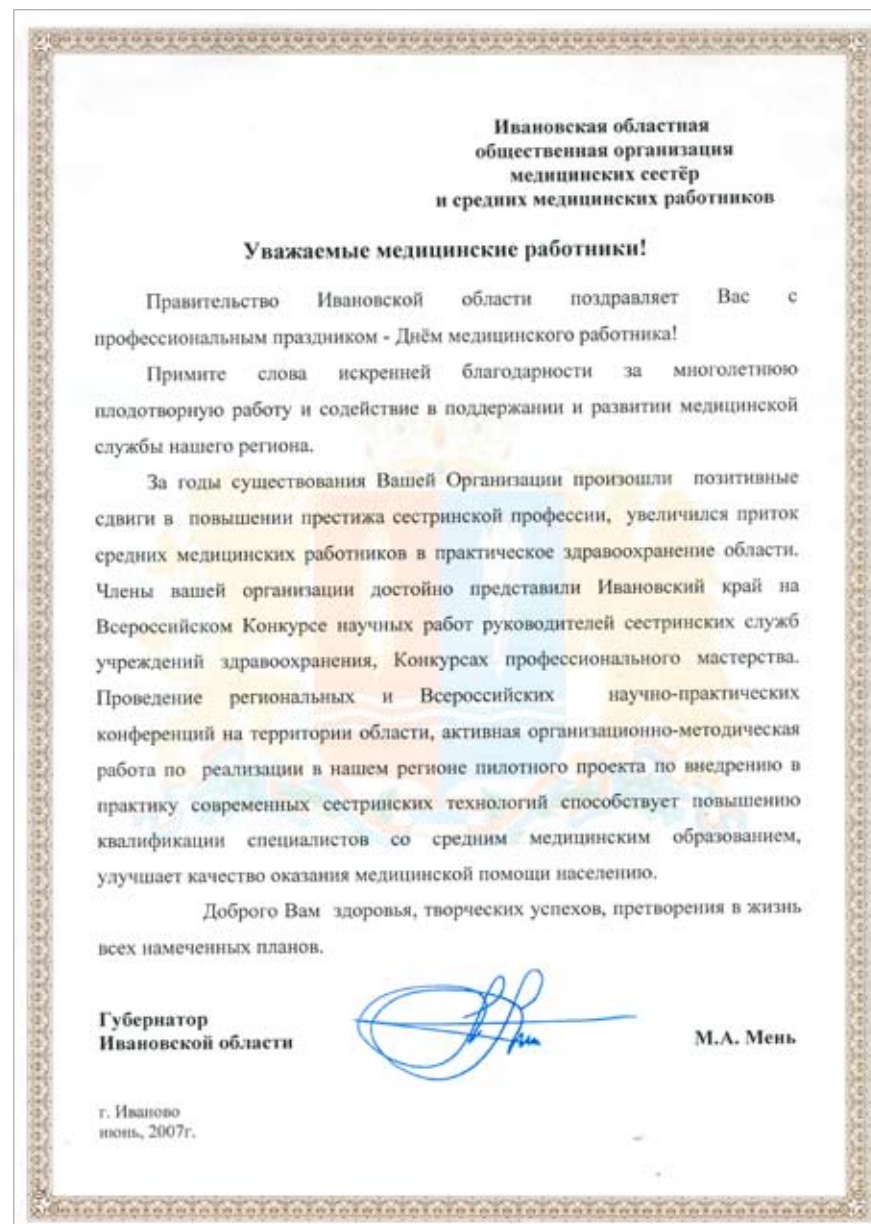 Ивановская областная
общественная организация
медицинских сестёр
и средних медицинских работников
Уважаемые медицинские работники!
Правительство Ивановской области поздравляет Вас с
профессиональным праздником - Днём медицинского работника!
Примите слова искренней благодарности за многолетнюю
плодотворную работу и содействие в поддержании и развитии медицинской
службы нашего региона.
За годы существования Вашей Организации произошли позитивные
сдвиги в повышении престижа сестринской профессии, увеличился приток
средних медицинских работников в практическое здравоохранение области.
Члены вашей организации достойно представили Ивановский край на
Всероссийском Конкурсе научных работ руководителей сестринских служб
учреждений здравоохранения, Конкурсах профессионального мастерства.
Проведение региональных и Всероссийских научно-практических
конференций на территории области, активная организационно-методическая
работа по реализации в нашем регионе пилотного проекта по внедрению в
практику современных сестринских технологий способствует повышению
квалификации специалистов со средним медицинским образованием,
улучшает качество оказания медицинской помощи населению.
Доброго Вам здоровья, творческих успехов, претворения в жизнь
всех намеченных планов.
Губернатор
Ивановской области
М.А. Мень
г. Иваново
июнь, 2007г.